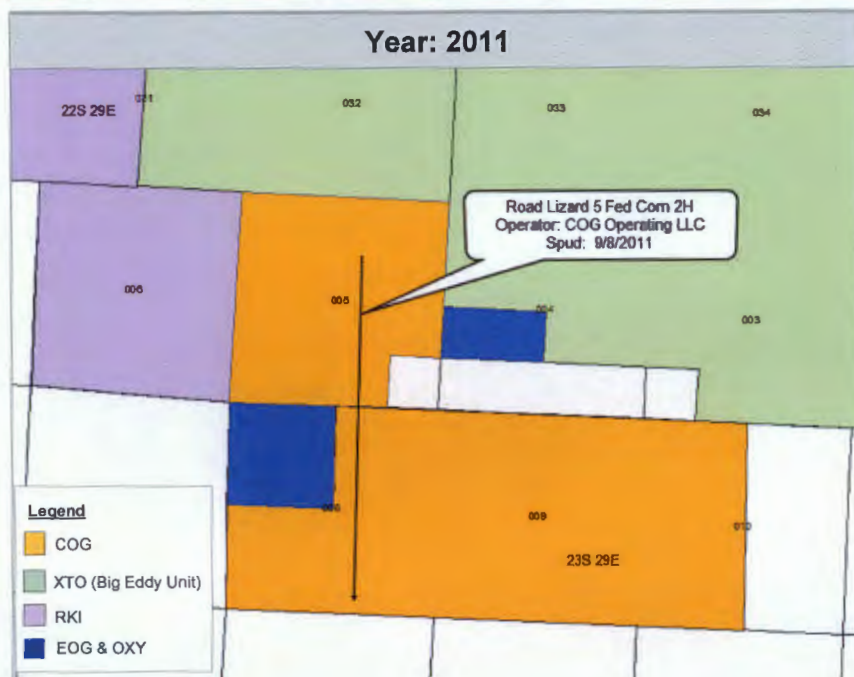 Year: 2011
22S 29E
032
033
034
Road Lizard 5 Fed Com 2H
Operator: COG Operating LLC
Spud: 9/8/2011
006
005
004
003
009
010
23S 29E
Legend
COG
XTO (Big Eddy Unit)
RKI
EOG & OXY